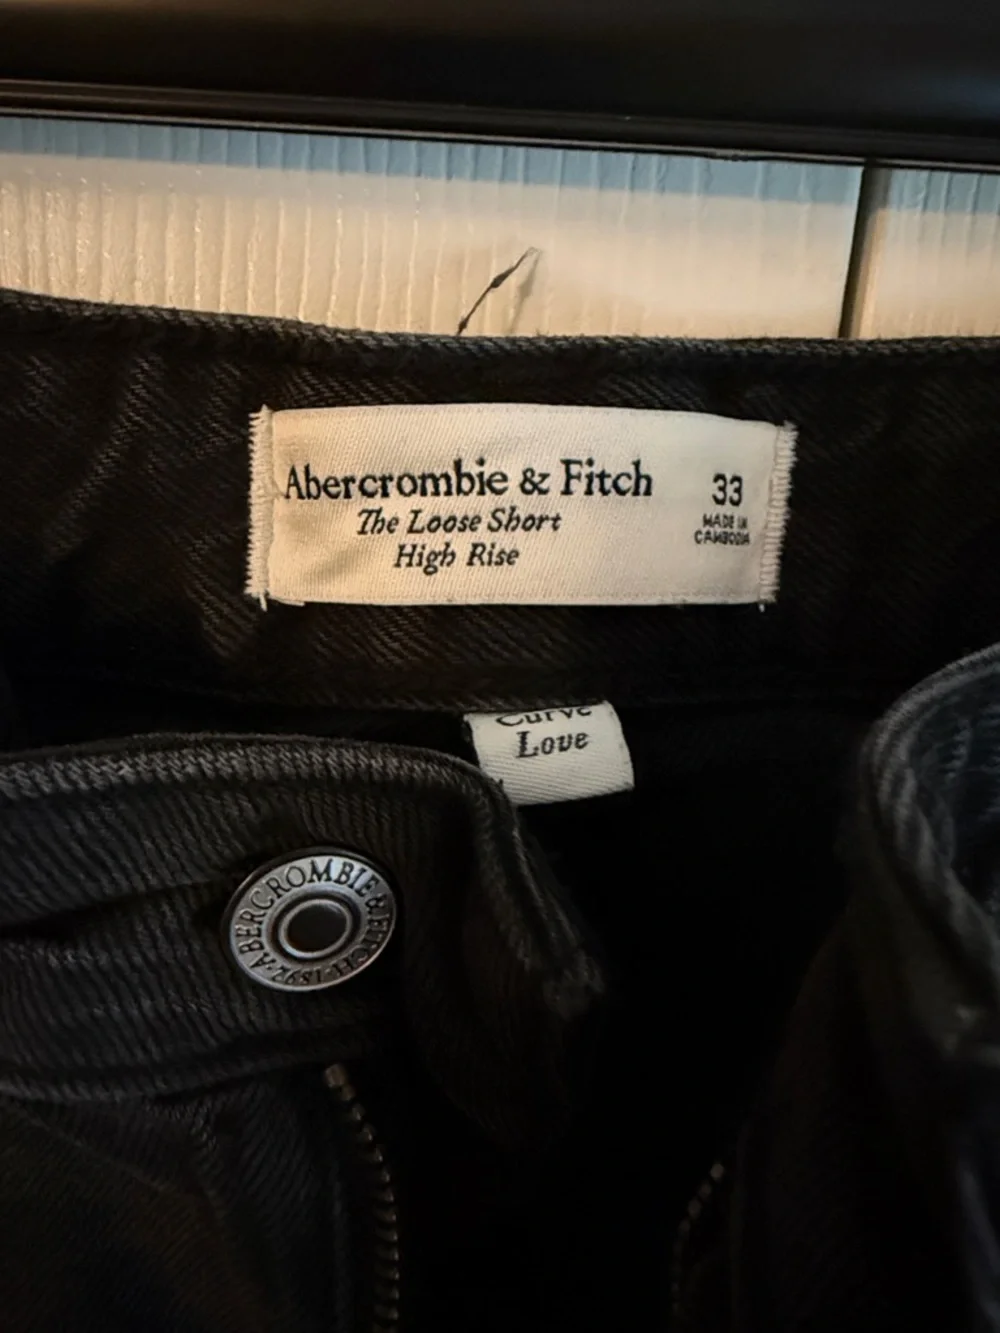 Abercrombie & Fitch
The Loose Short
High Rise
33
MADE IN
CAMBODIA
Curve
Love
ABERCROMBIE & FITCH · 1892 ·